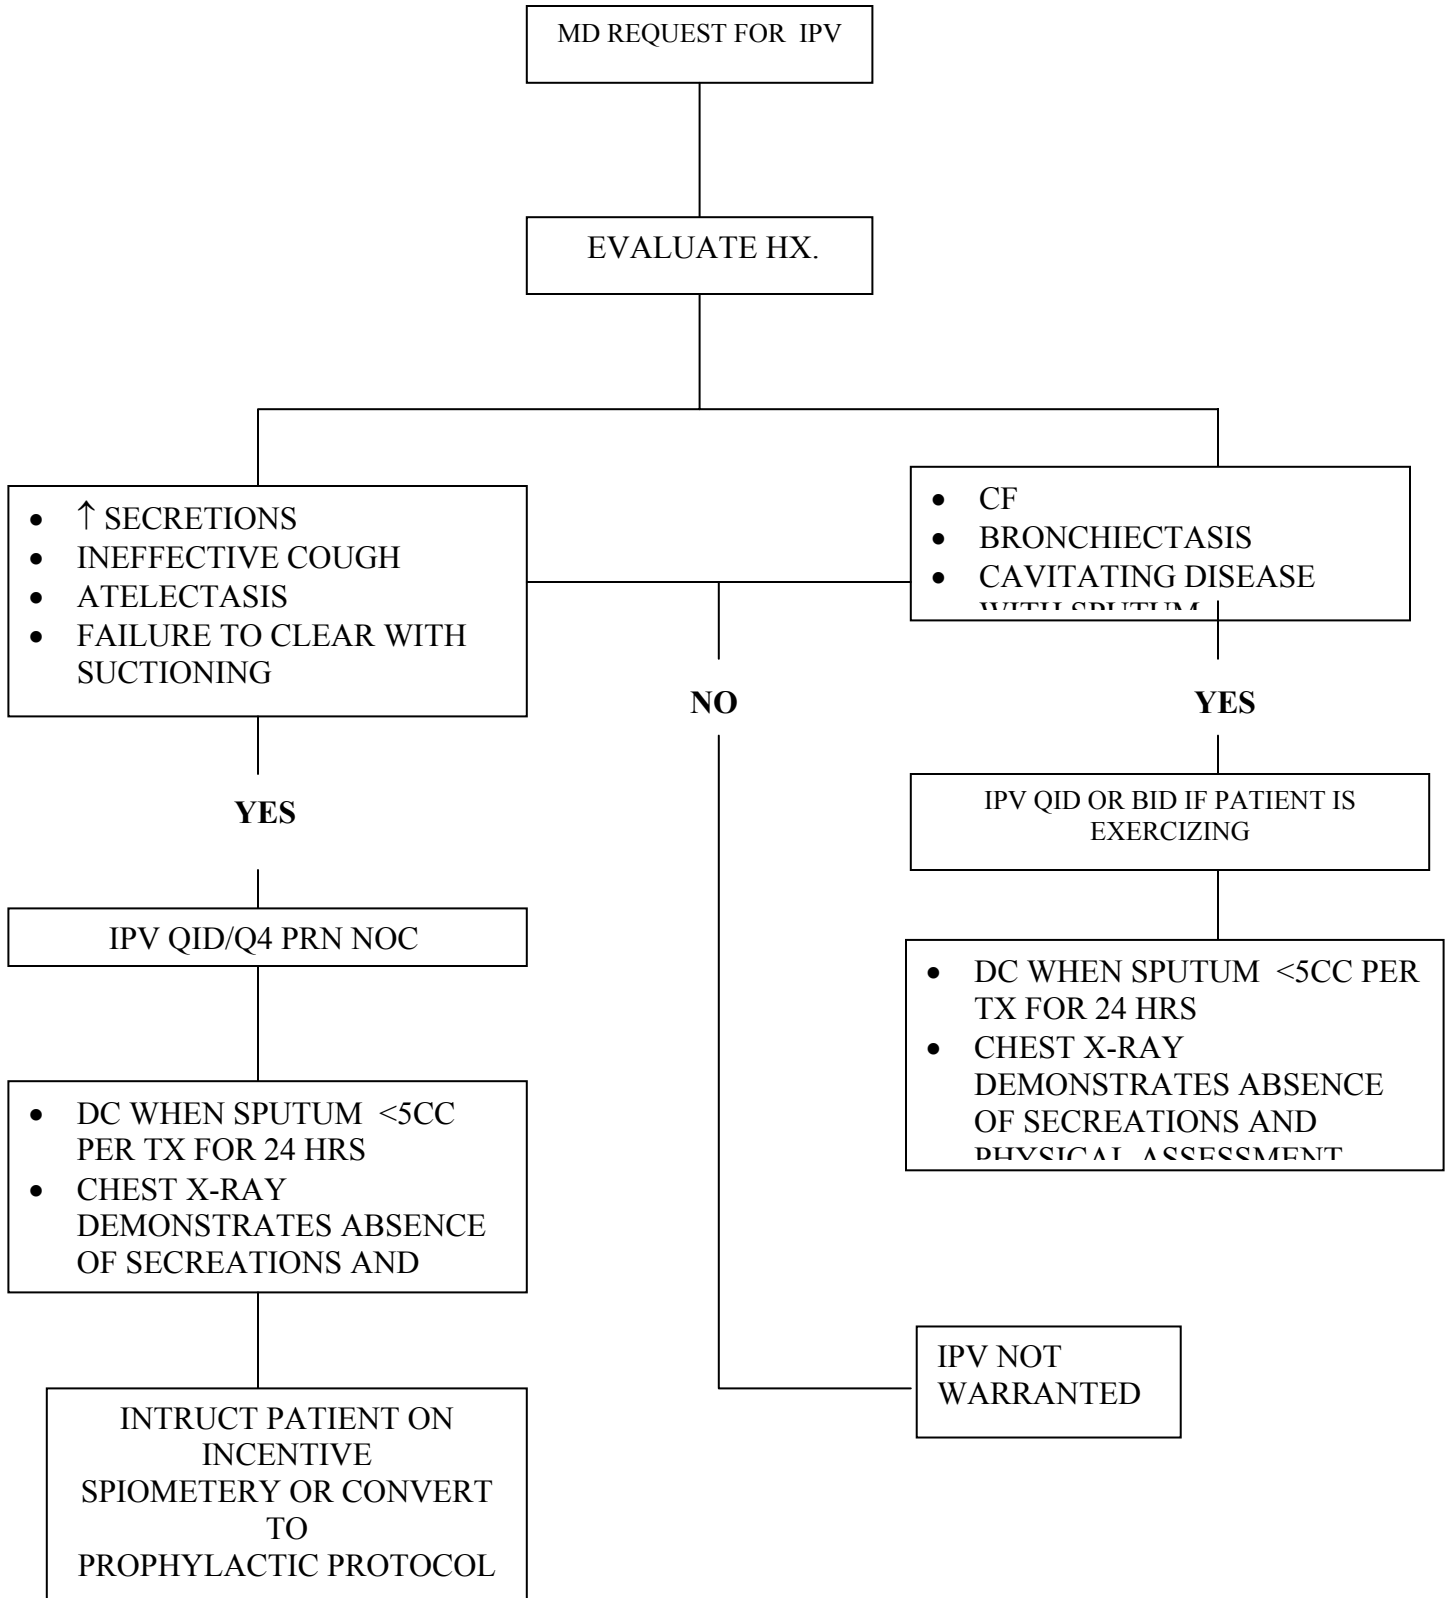 MD REQUEST FOR IPV
EVALUATE HX.
• ↑ SECRETIONS
• INEFFECTIVE COUGH
• ATELECTASIS
• FAILURE TO CLEAR WITH
SUCTIONING
• CF
• BRONCHIECTASIS
• CAVITATING DISEASE
WITH SPUTUM
NO
YES
YES
IPV QID OR BID IF PATIENT IS
EXERCIZING
IPV QID/Q4 PRN NOC
• DC WHEN SPUTUM <5CC PER
TX FOR 24 HRS
• CHEST X-RAY
DEMONSTRATES ABSENCE
OF SECREATIONS AND
PHYSICAL ASSESSMENT
• DC WHEN SPUTUM <5CC
PER TX FOR 24 HRS
• CHEST X-RAY
DEMONSTRATES ABSENCE
OF SECREATIONS AND
IPV NOT
WARRANTED
INTRUCT PATIENT ON
INCENTIVE
SPIOMETERY OR CONVERT
TO
PROPHYLACTIC PROTOCOL